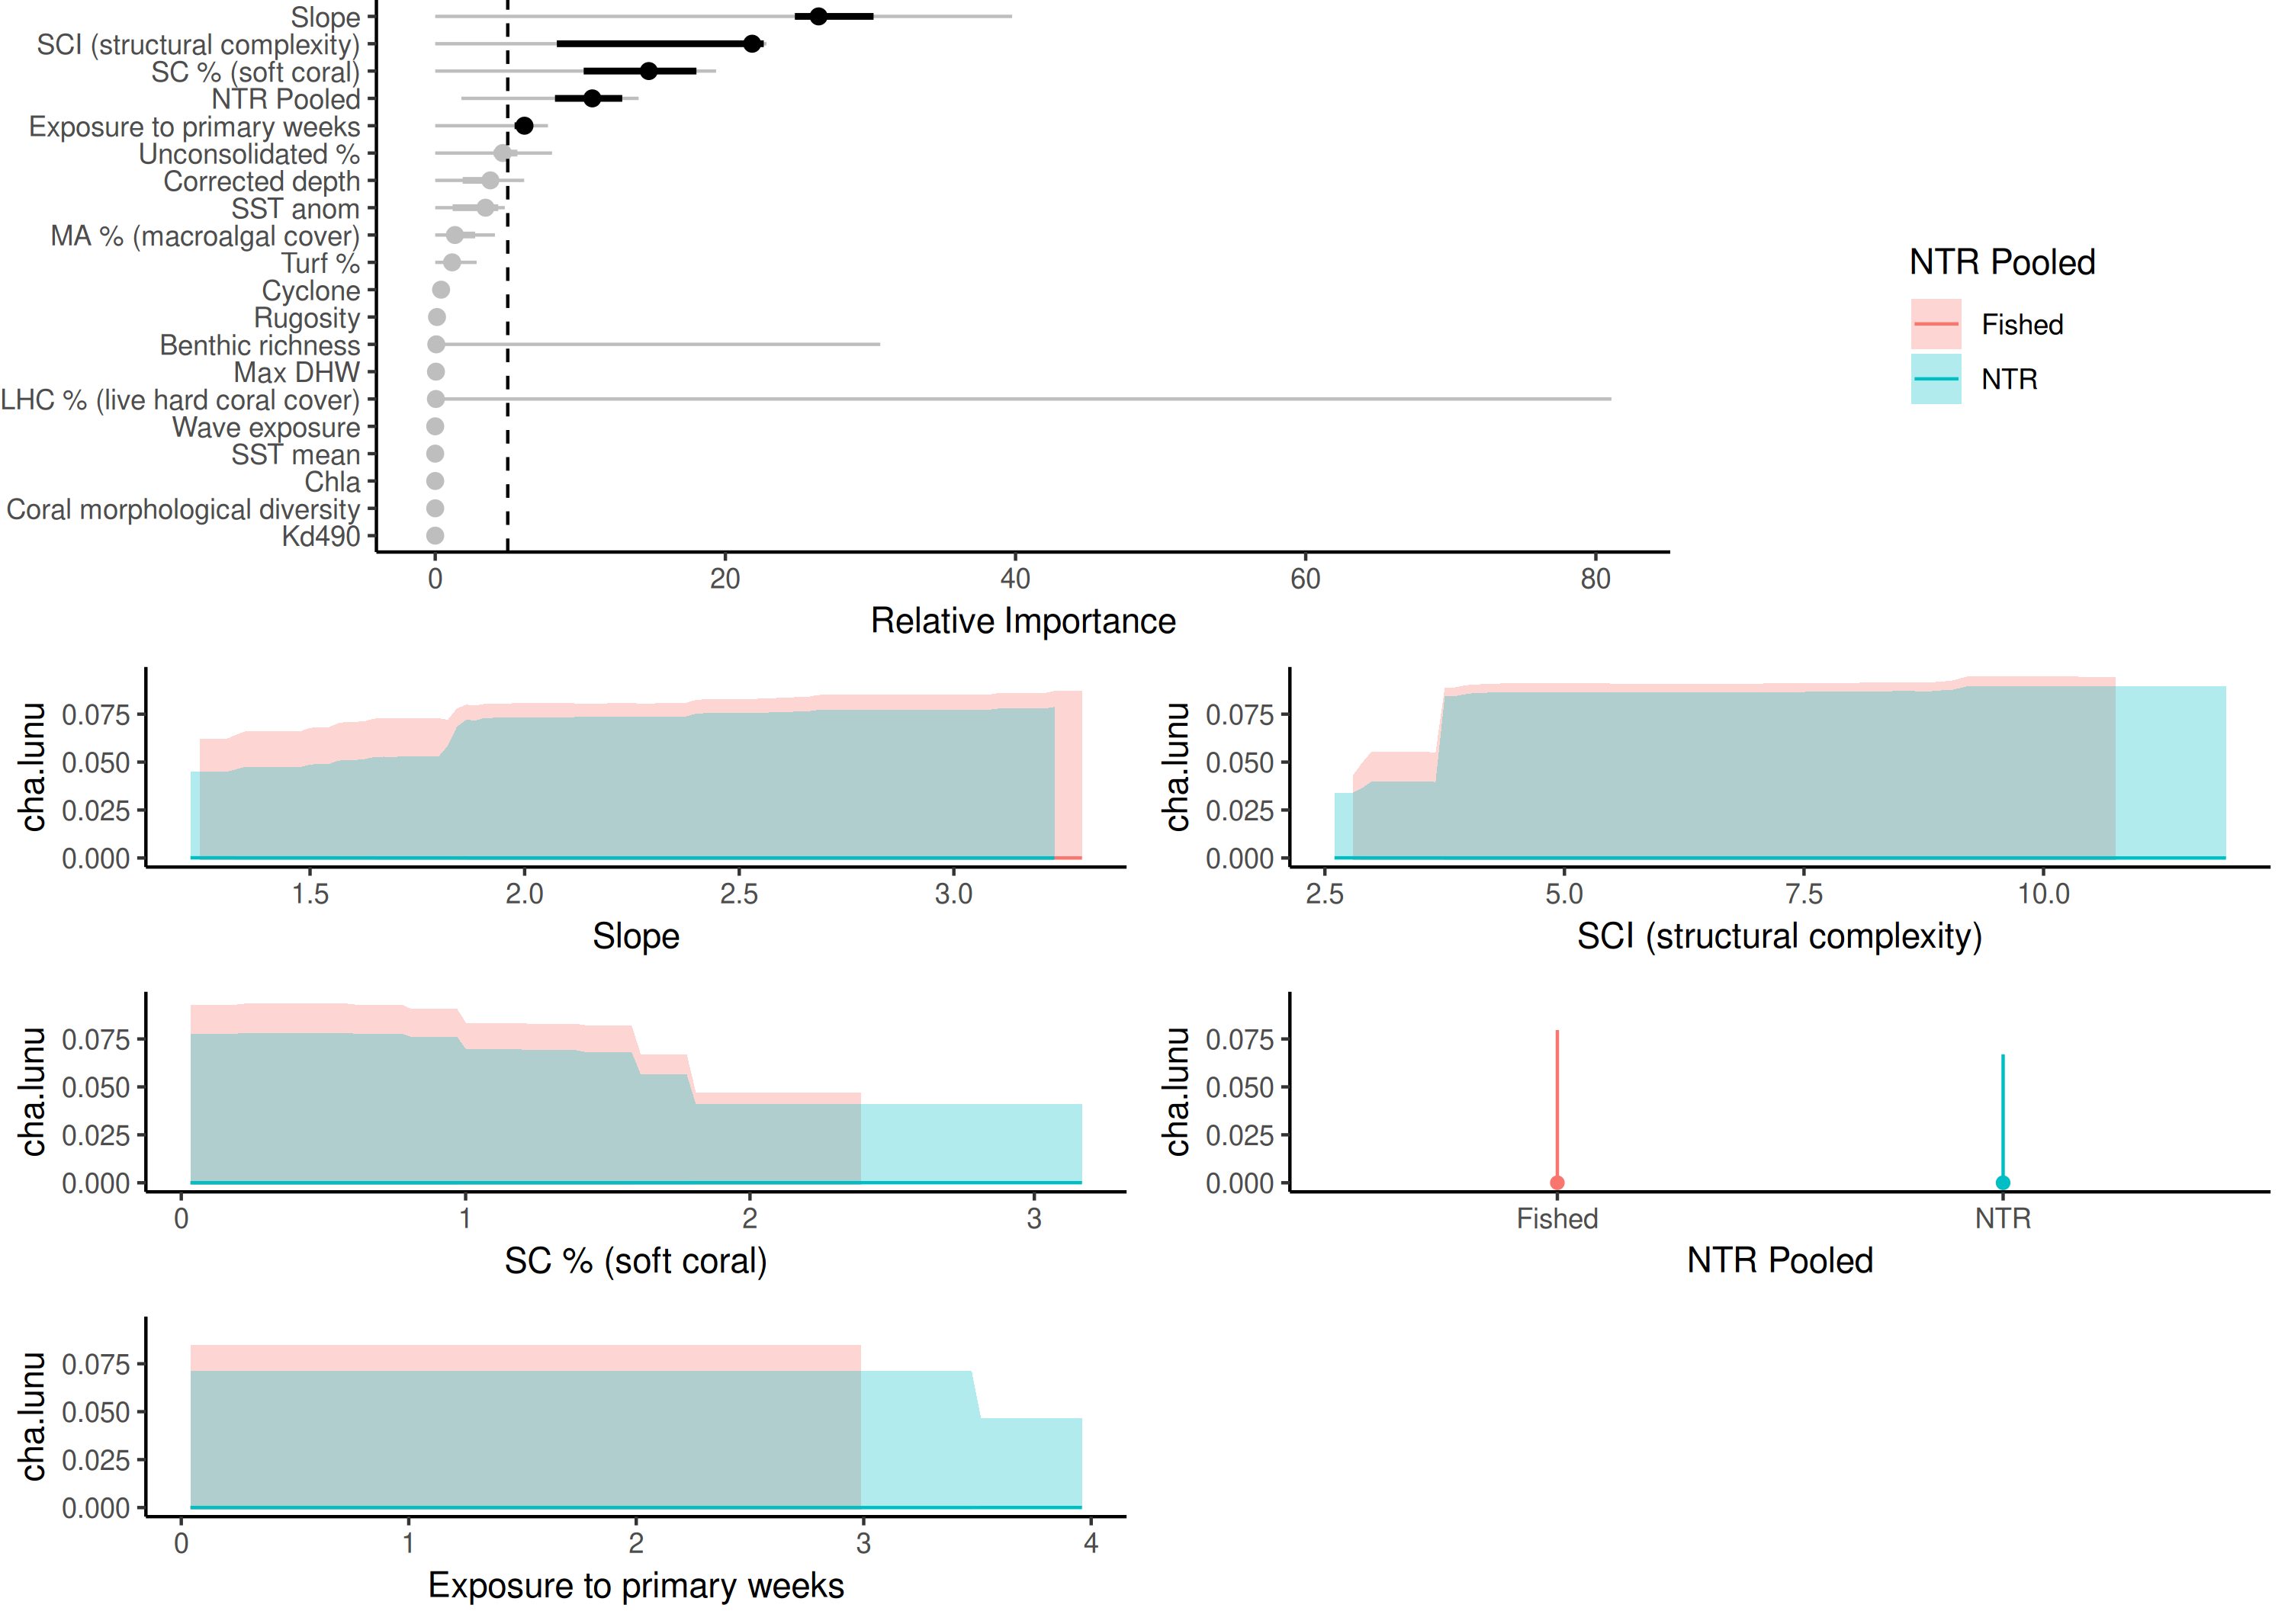 Slope
SCI (structural complexity)
SC % (soft coral)
NTR Pooled
Exposure to primary weeks
Unconsolidated %
Corrected depth
SST anom
MA % (macroalgal cover)
Turf %
Cyclone
Rugosity
Benthic richness
Max DHW
LHC % (live hard coral cover)
Wave exposure
SST mean
Chla
Coral morphological diversity
Kd490
0 20 40 60 80
Relative Importance
NTR Pooled
Fished
NTR
cha.lunu
0.075
0.050
0.025
0.000
1.5 2.0 2.5 3.0
Slope
cha.lunu
0.075
0.050
0.025
0.000
2.5 5.0 7.5 10.0
SCI (structural complexity)
cha.lunu
0.075
0.050
0.025
0.000
0 1 2 3
SC % (soft coral)
cha.lunu
0.075
0.050
0.025
0.000
Fished NTR
NTR Pooled
cha.lunu
0.075
0.050
0.025
0.000
0 1 2 3 4
Exposure to primary weeks